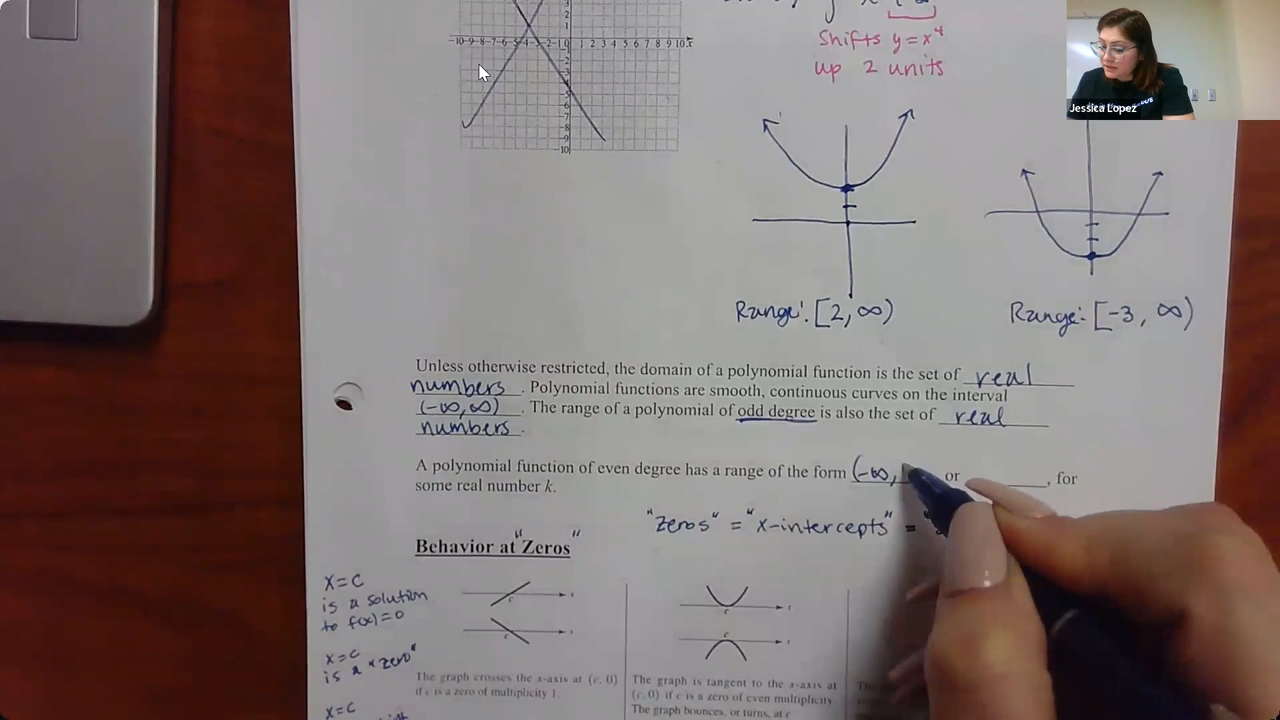 Shifts y=x⁴
up 2 units
Jessica Lopez
Range: [2, ∞)
Range: [-3, ∞)
Unless otherwise restricted, the domain of a polynomial function is the set of real
numbers. Polynomial functions are smooth, continuous curves on the interval
(-∞,∞). The range of a polynomial of odd degree is also the set of real
numbers.
A polynomial function of even degree has a range of the form (-∞, or ______, for
some real number k.
"Zeros" = "x-intercepts" =
Behavior at "Zeros"
x=c
is a solution
to f(x)=0
x=c
is a "zero"
x=c
The graph crosses the x-axis at (c, 0)
if c is a zero of multiplicity 1.
The graph is tangent to the x-axis at
(c, 0) if c is a zero of even multiplicity
The graph bounces, or turns, at c